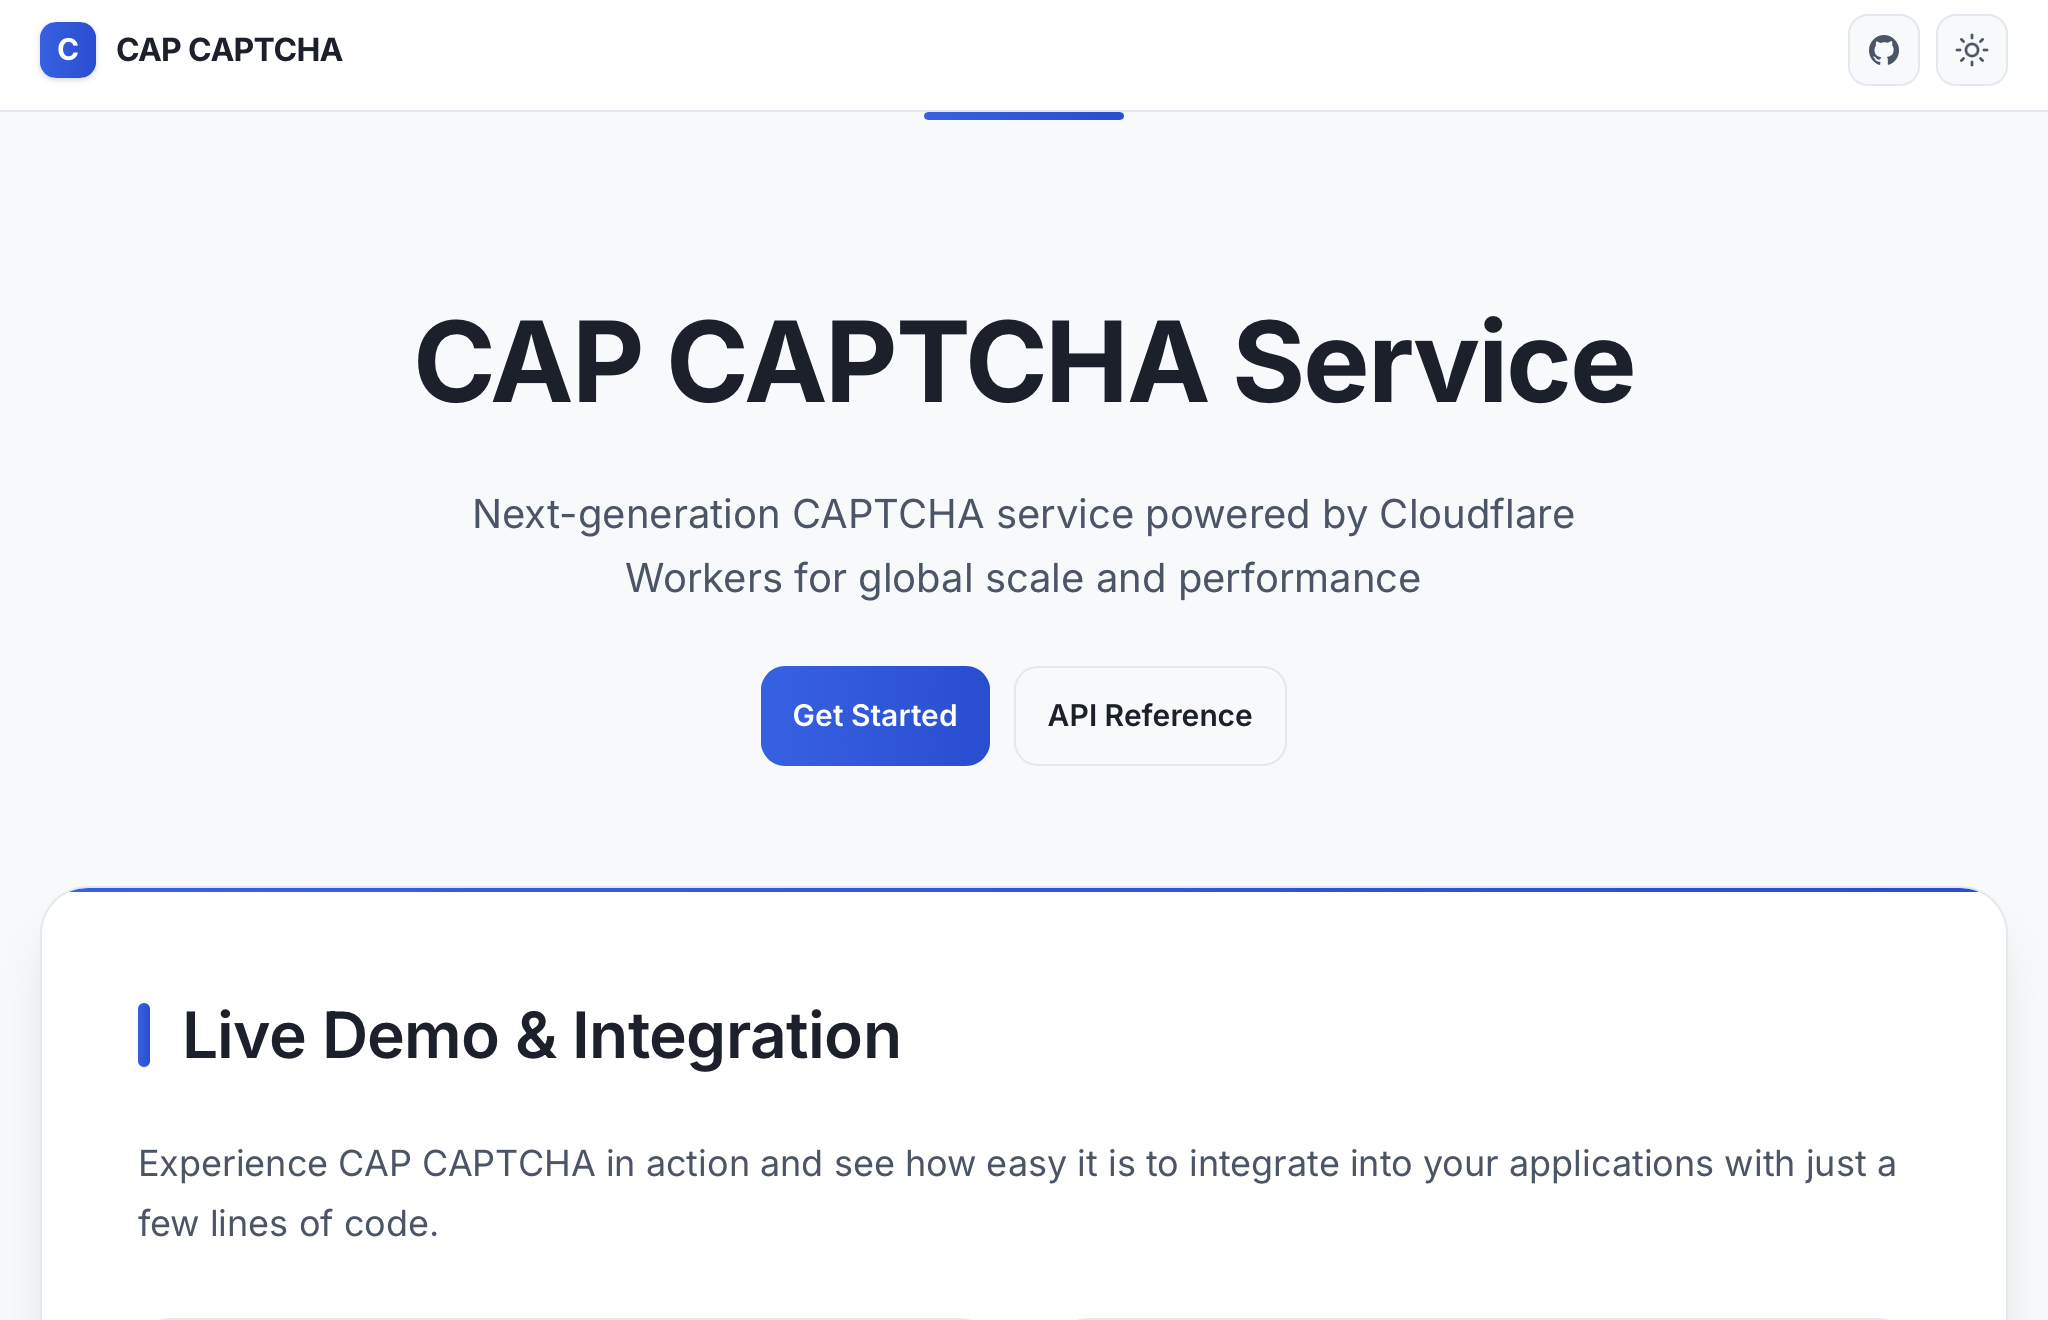 C
CAP CAPTCHA
CAP CAPTCHA Service
Next-generation CAPTCHA service powered by Cloudflare
Workers for global scale and performance
Get Started
API Reference
Live Demo & Integration
Experience CAP CAPTCHA in action and see how easy it is to integrate into your applications with just a
few lines of code.